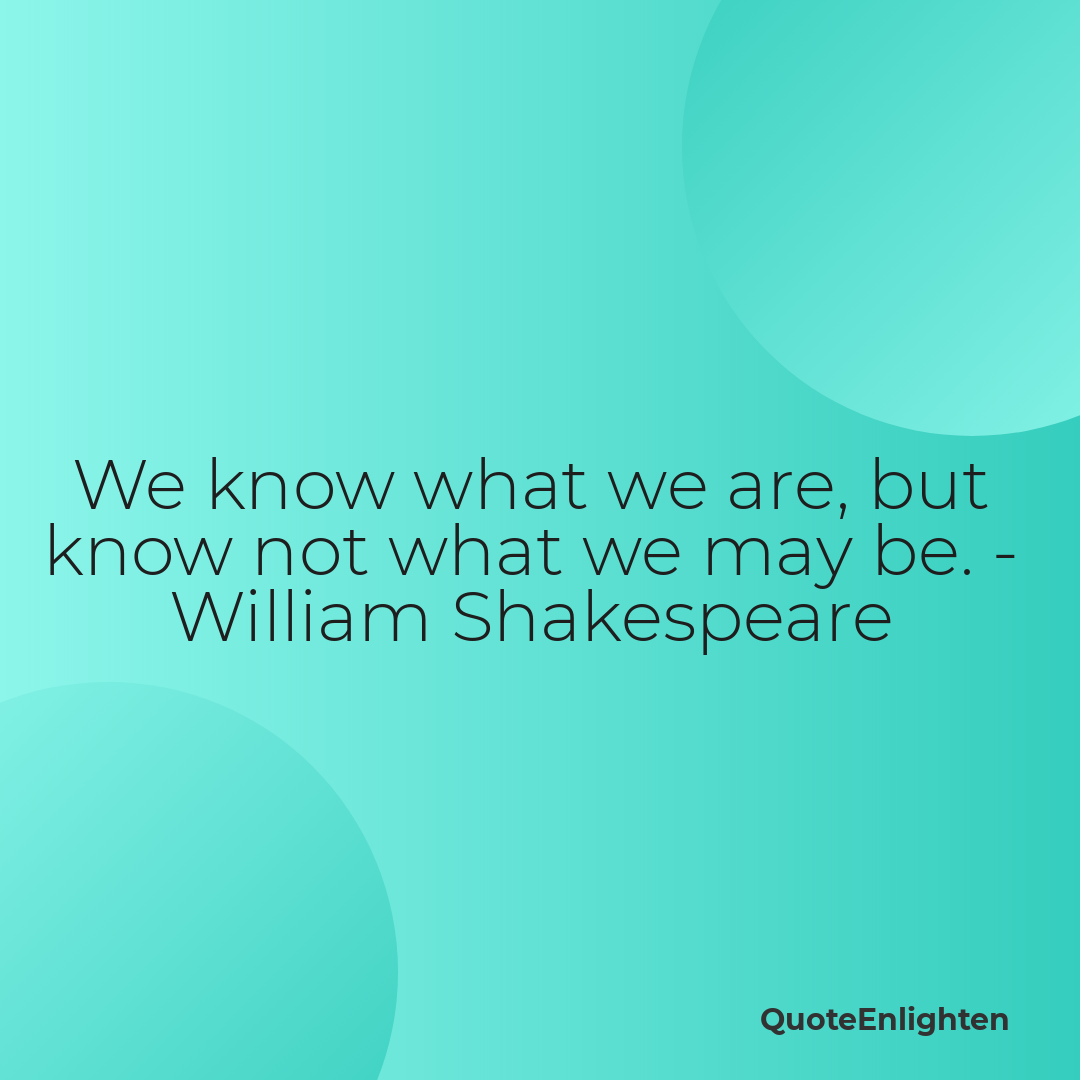 We know what we are, but
know not what we may be. -
William Shakespeare
QuoteEnlighten